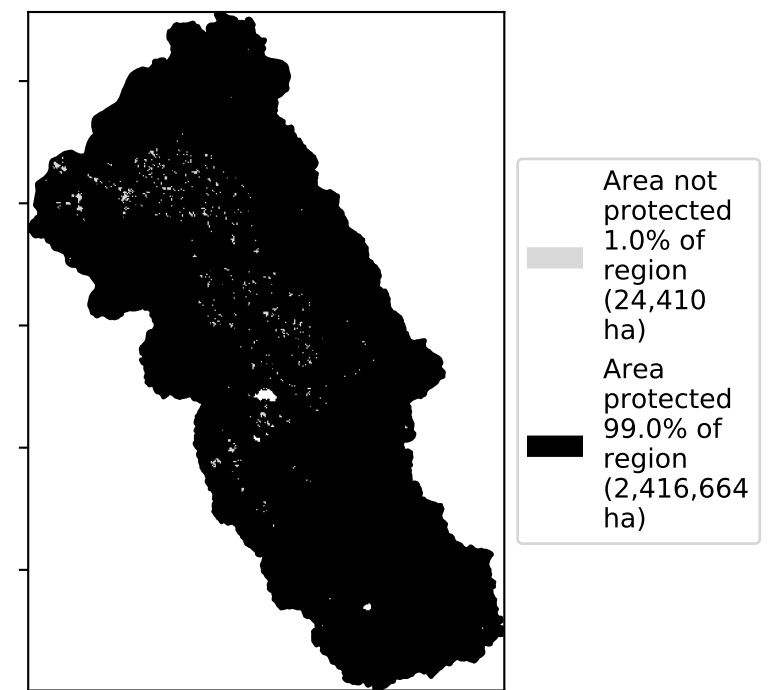 Area not
protected
1.0% of
region
(24,410
ha)
Area
protected
99.0% of
region
(2,416,664
ha)